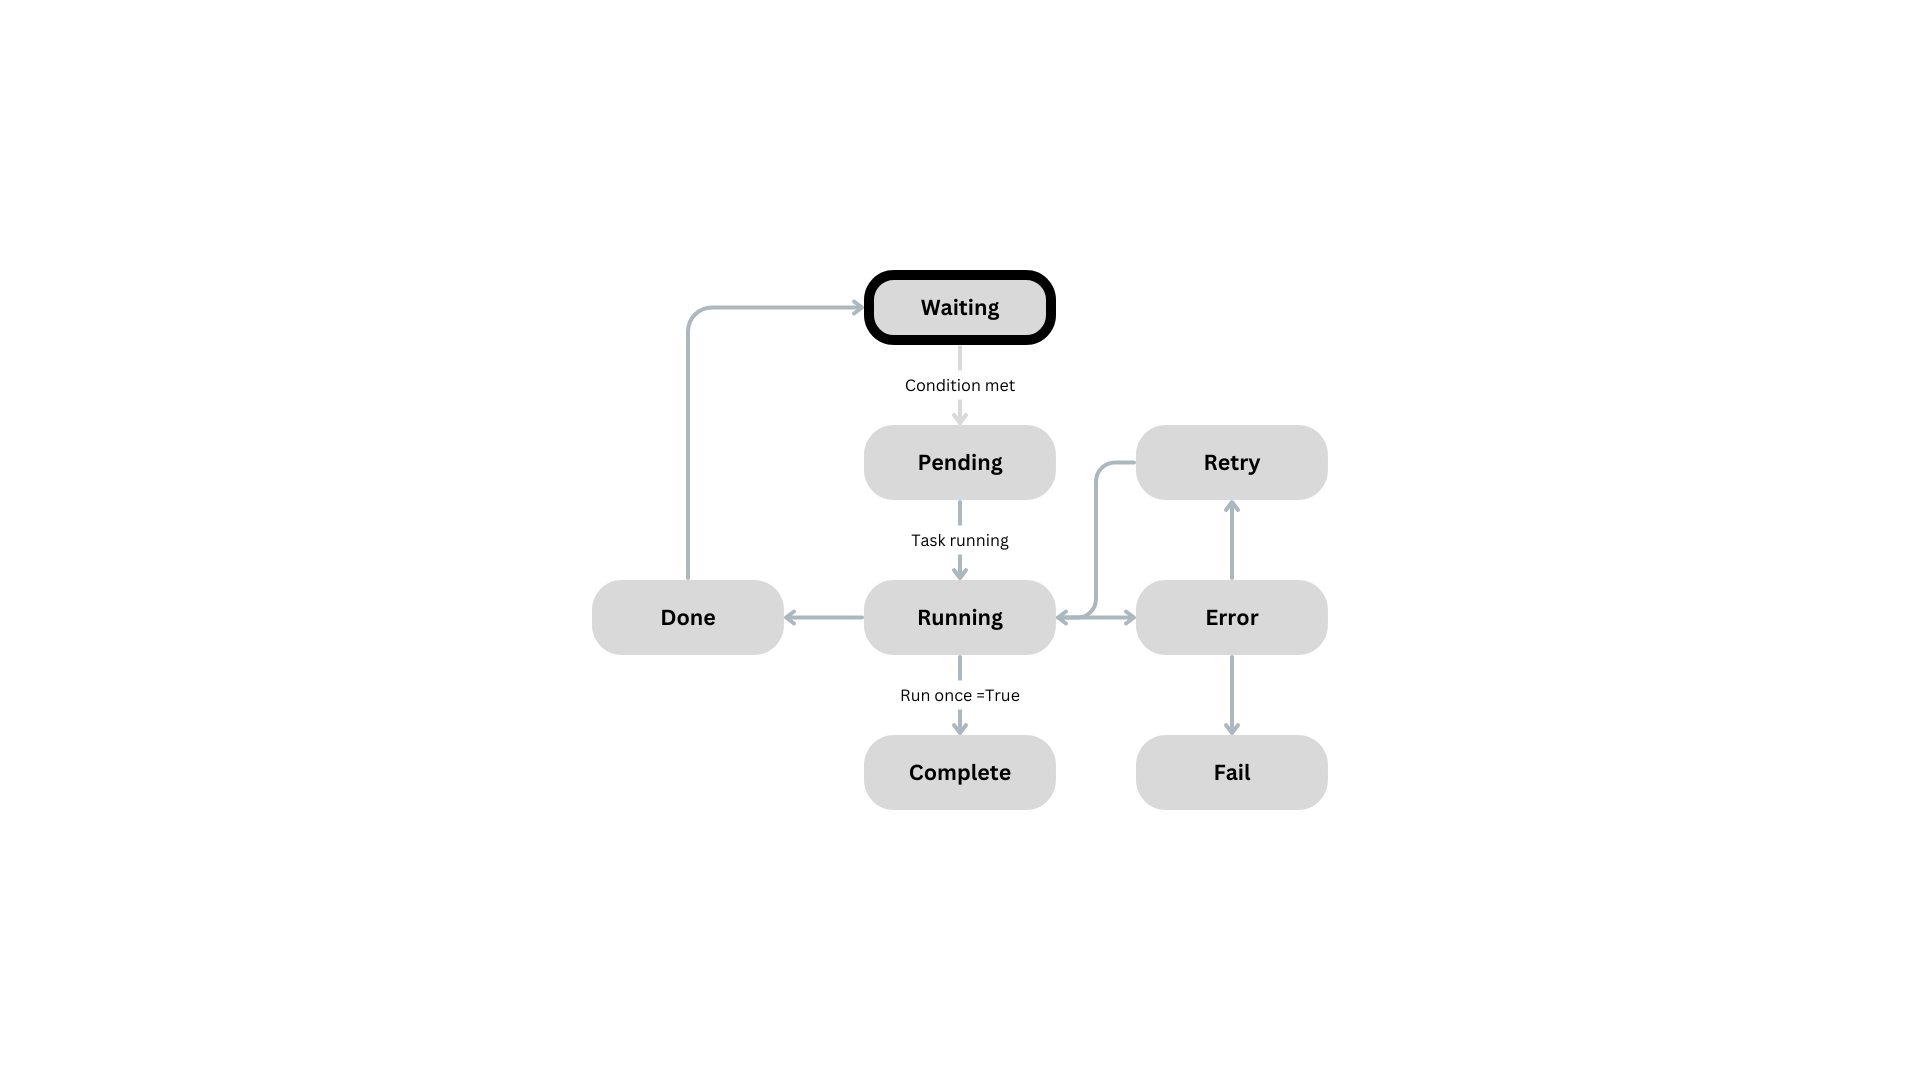 Waiting
Condition met
Pending
Retry
Task running
Done
Running
Error
Run once =True
Complete
Fail